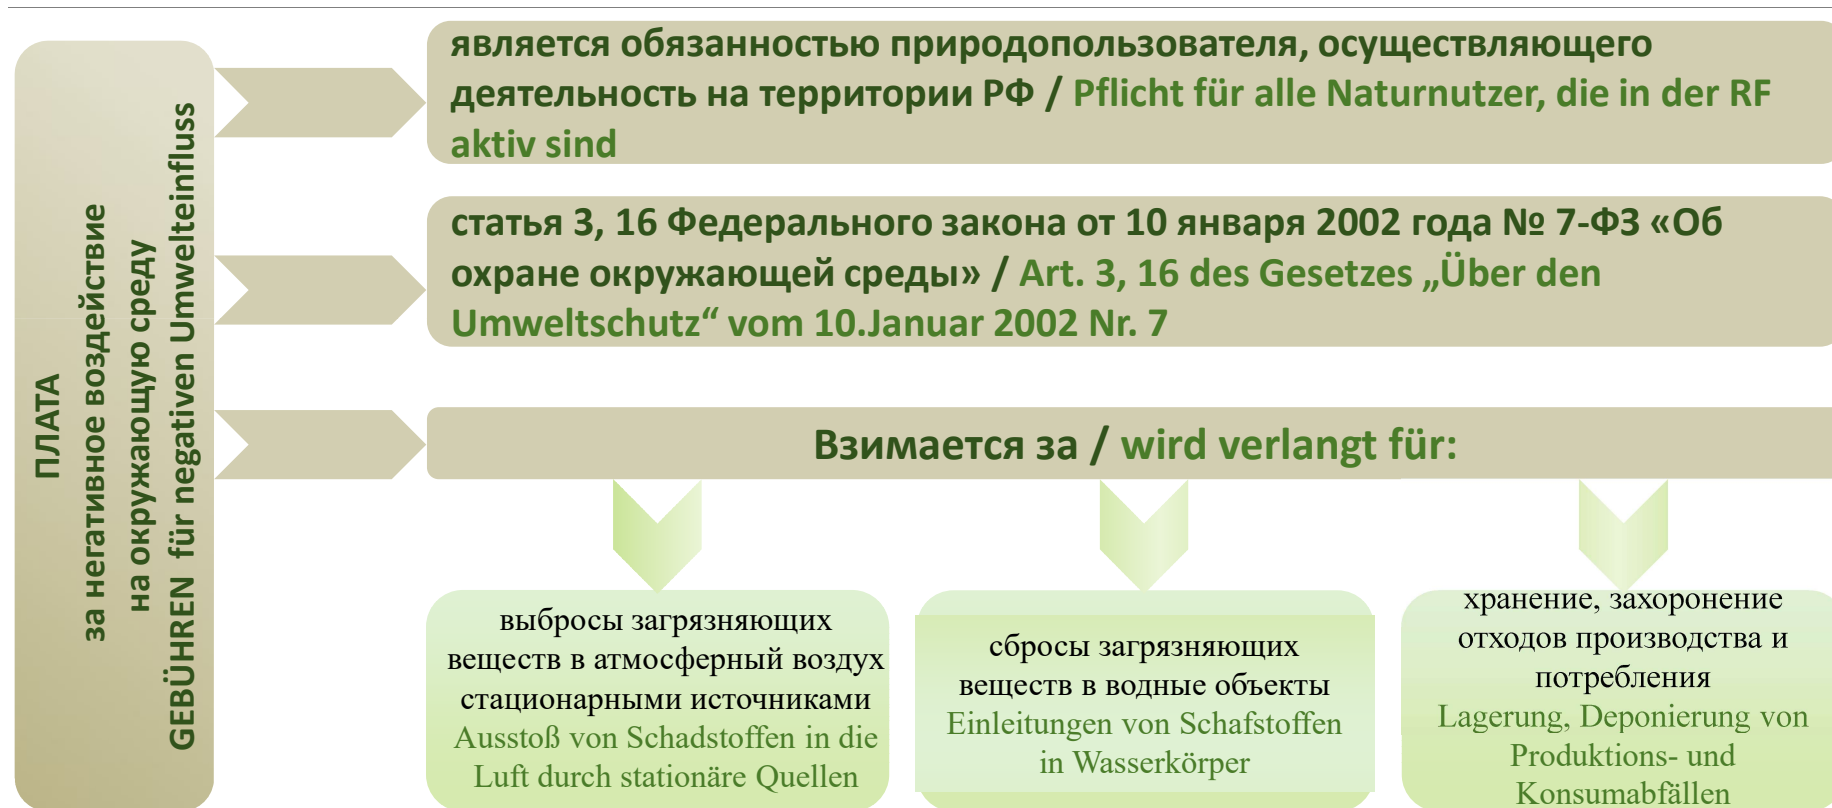 ПЛАТА
за негативное воздействие
на окружающую среду
GEBÜHREN für negativen Umwelteinfluss
является обязанностью природопользователя, осуществляющего
деятельность на территории РФ / Pflicht für alle Naturnutzer, die in der RF
aktiv sind
статья 3, 16 Федерального закона от 10 января 2002 года № 7-ФЗ «Об
охране окружающей среды» / Art. 3, 16 des Gesetzes „Über den
Umweltschutz“ vom 10.Januar 2002 Nr. 7
Взимается за / wird verlangt für:
выбросы загрязняющих
веществ в атмосферный воздух
стационарными источниками
Ausstoß von Schadstoffen in die
Luft durch stationäre Quellen
сбросы загрязняющих
веществ в водные объекты
Einleitungen von Schafstoffen
in Wasserkörper
хранение, захоронение
отходов производства и
потребления
Lagerung, Deponierung von
Produktions- und
Konsumabfällen